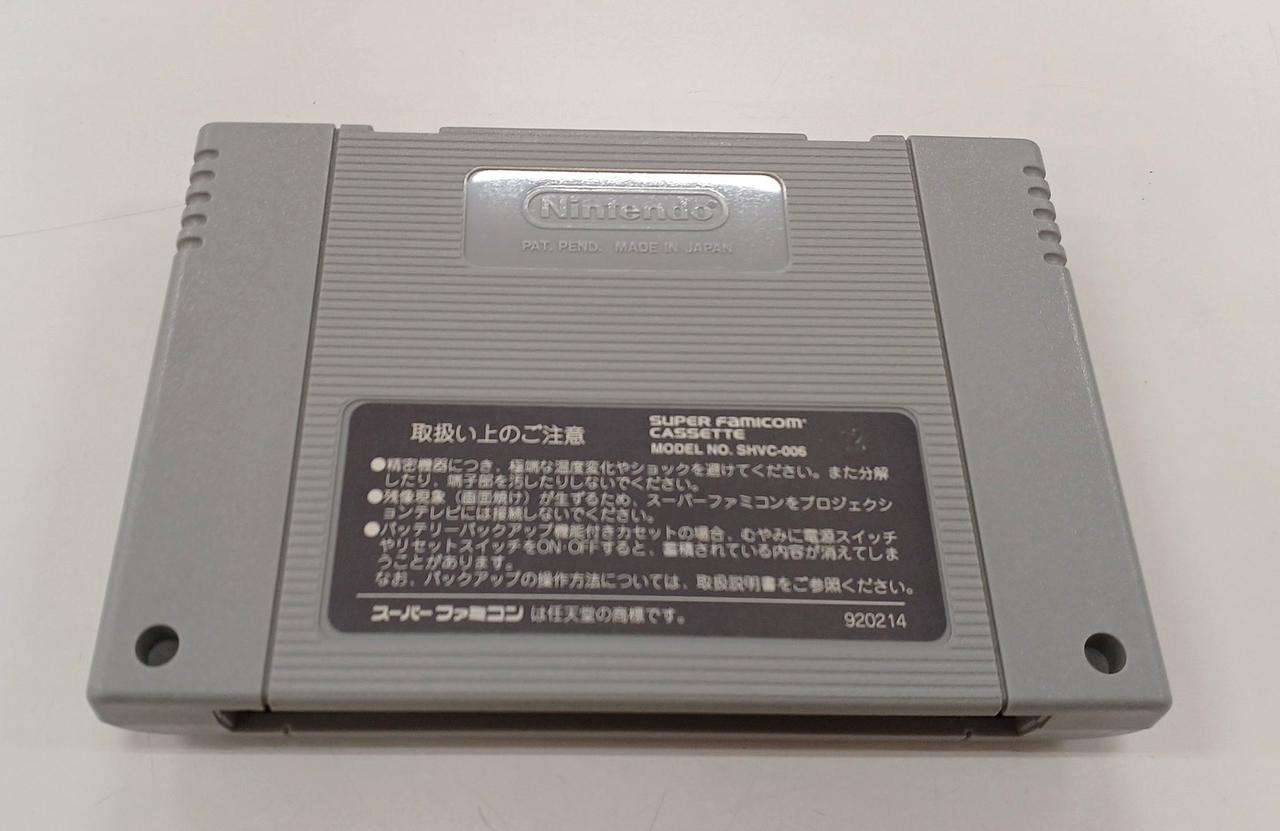 Nintendo
PAT. PEND. MADE IN JAPAN
取扱い上のご注意
SUPER FAMICOM
CASSETTE
MODEL NO. SHVC-006
●精密機器につき、極端な温度変化やショックを避けてください。また分解
したり、端子部を汚したりしないでください。
●残像現象（画面焼け）が生ずるため、スーパーファミコンをプロジェクシ
ョンテレビには接続しないでください。
●バッテリーバックアップ機能付きカセットの場合、むやみに電源スイッチ
やリセットスイッチをON・OFFすると、蓄積されている内容が消えてしま
うことがあります。
なお、バックアップの操作方法については、取扱説明書をご参照ください。
スーパーファミコンは任天堂の商標です。
920214